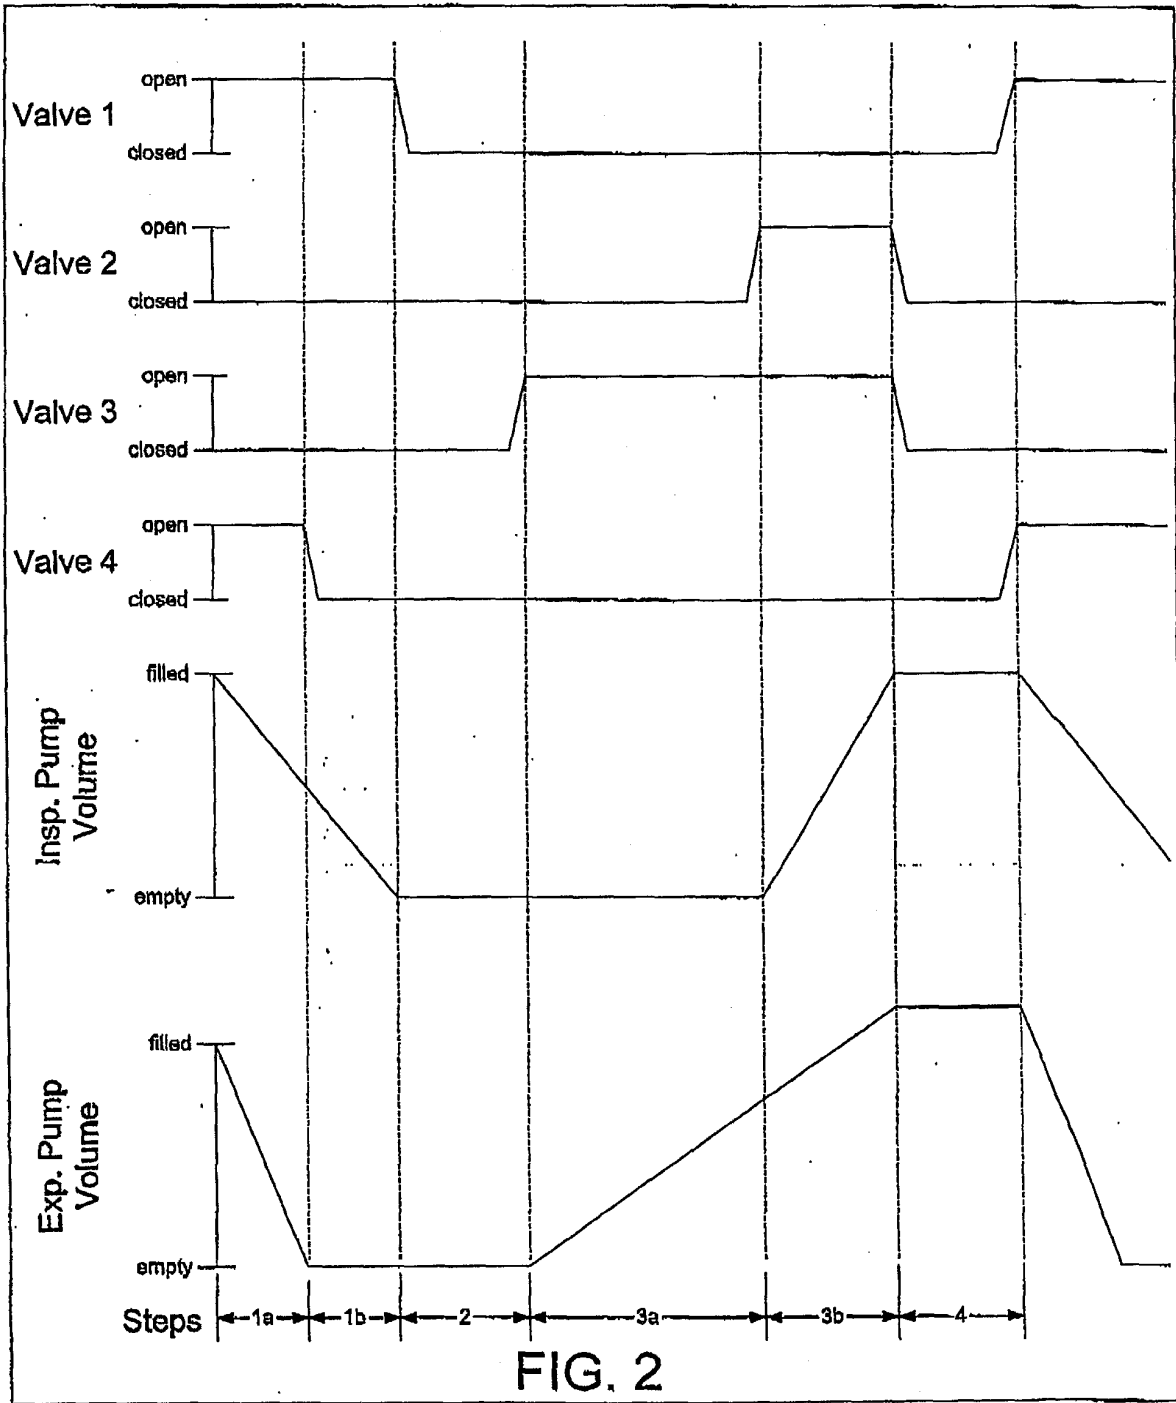 open
Valve 1
closed
open
Valve 2
closed
open
Valve 3
closed
open
Valve 4
closed
filled
Insp. Pump
Volume
empty
filled
Exp. Pump
Volume
empty
Steps 1a 1b 2 3a 3b 4
FIG. 2